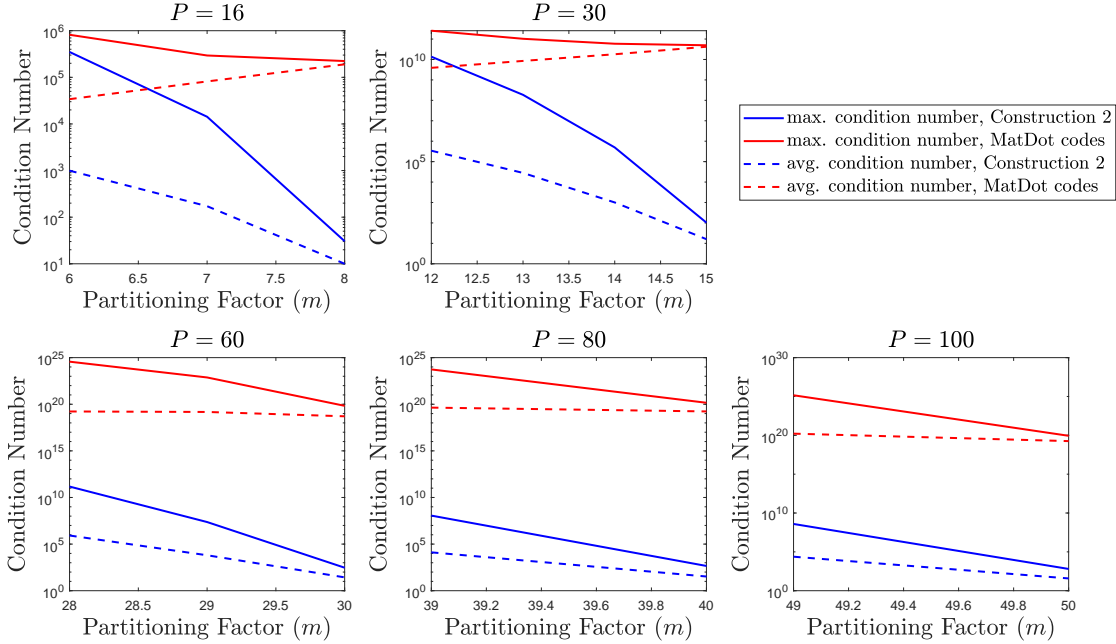 P = 16
Condition Number
10^6
10^5
10^4
10^3
10^2
10^1
6 6.5 7 7.5 8
Partitioning Factor (m)
P = 30
Condition Number
10^10
10^5
10^0
12 12.5 13 13.5 14 14.5 15
Partitioning Factor (m)
max. condition number, Construction 2
max. condition number, MatDot codes
avg. condition number, Construction 2
avg. condition number, MatDot codes
P = 60
Condition Number
10^25
10^20
10^15
10^10
10^5
10^0
28 28.5 29 29.5 30
Partitioning Factor (m)
P = 80
Condition Number
10^25
10^20
10^15
10^10
10^5
10^0
39 39.2 39.4 39.6 39.8 40
Partitioning Factor (m)
P = 100
Condition Number
10^30
10^20
10^10
10^0
49 49.2 49.4 49.6 49.8 50
Partitioning Factor (m)